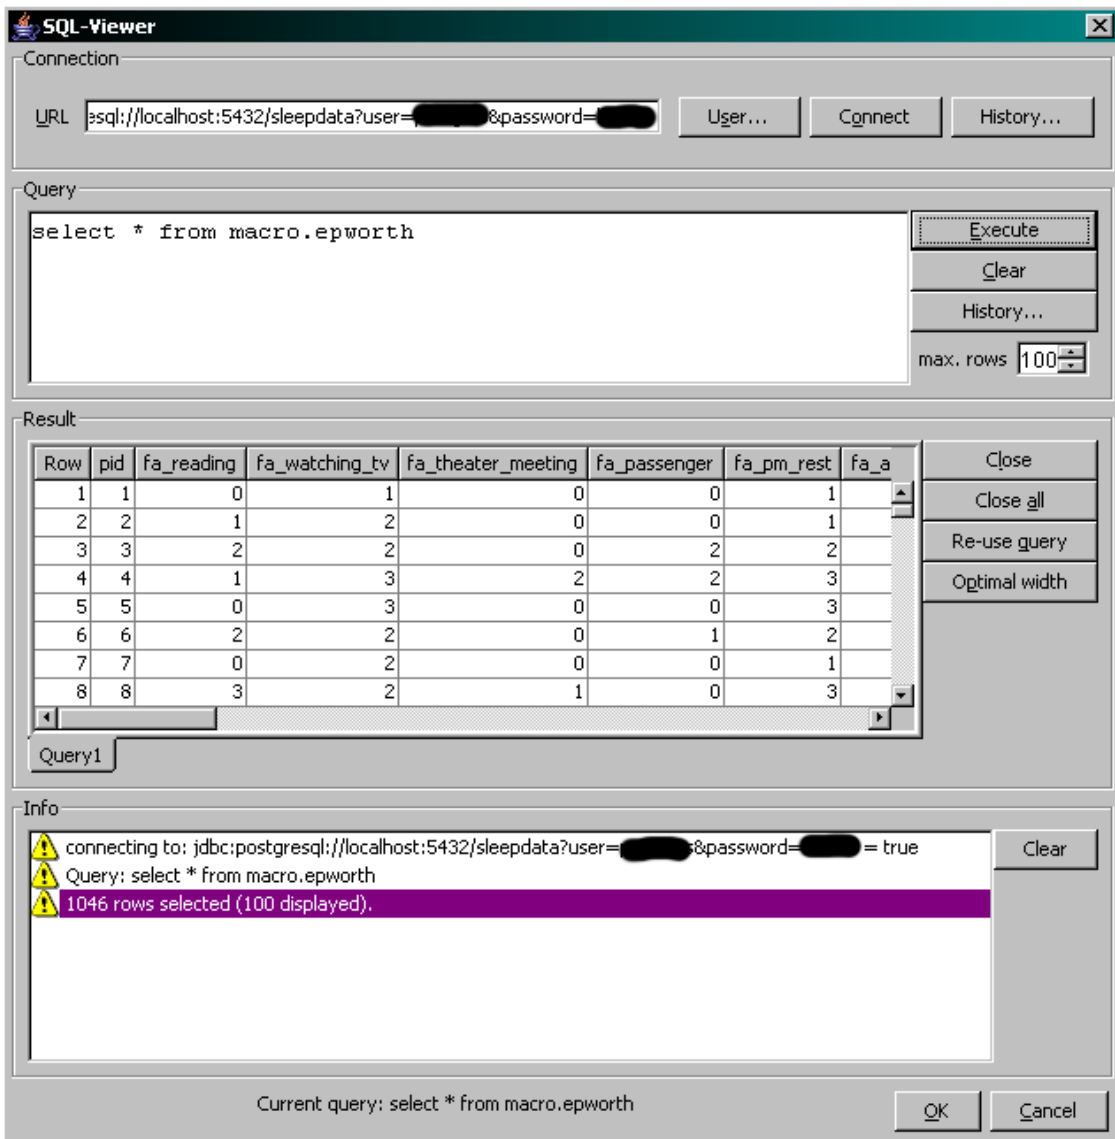 SQL-Viewer
Connection
URL esql://localhost:5432/sleepdata?user= &password= User... Connect History...
Query
select * from macro.epworth
Execute
Clear
History...
max. rows 100
Result
Row pid fa_reading fa_watching_tv fa_theater_meeting fa_passenger fa_pm_rest fa_a
1 1 0 1 0 0 1
2 2 1 2 0 0 1
3 3 2 2 0 2 2
4 4 1 3 2 2 3
5 5 0 3 0 0 3
6 6 2 2 0 1 2
7 7 0 2 0 0 1
8 8 3 2 1 0 3
Close
Close all
Re-use query
Optimal width
Query1
Info
connecting to: jdbc:postgresql://localhost:5432/sleepdata?user= &password= = true
Query: select * from macro.epworth
1046 rows selected (100 displayed).
Clear
Current query: select * from macro.epworth
OK Cancel